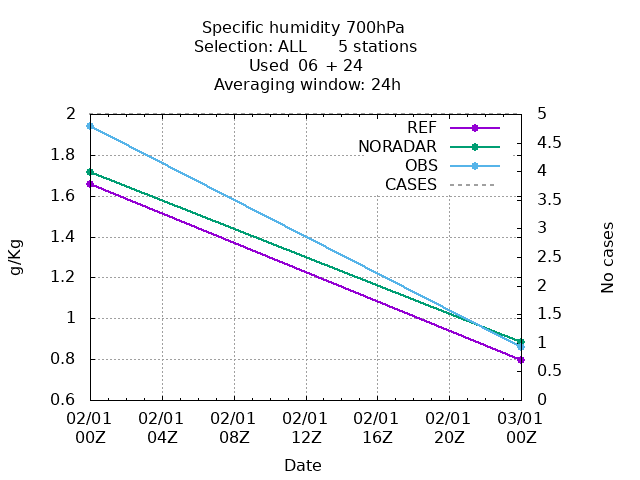 Specific humidity 700hPa
Selection: ALL      5 stations
Used  06 + 24
Averaging window: 24h
2
1.8
1.6
1.4
1.2
1
0.8
0.6
g/Kg
5
4.5
4
3.5
3
2.5
2
1.5
1
0.5
0
No cases
REF
NORADAR
OBS
CASES
02/01 02/01 02/01 02/01 02/01 02/01 03/01
00Z 04Z 08Z 12Z 16Z 20Z 00Z
Date